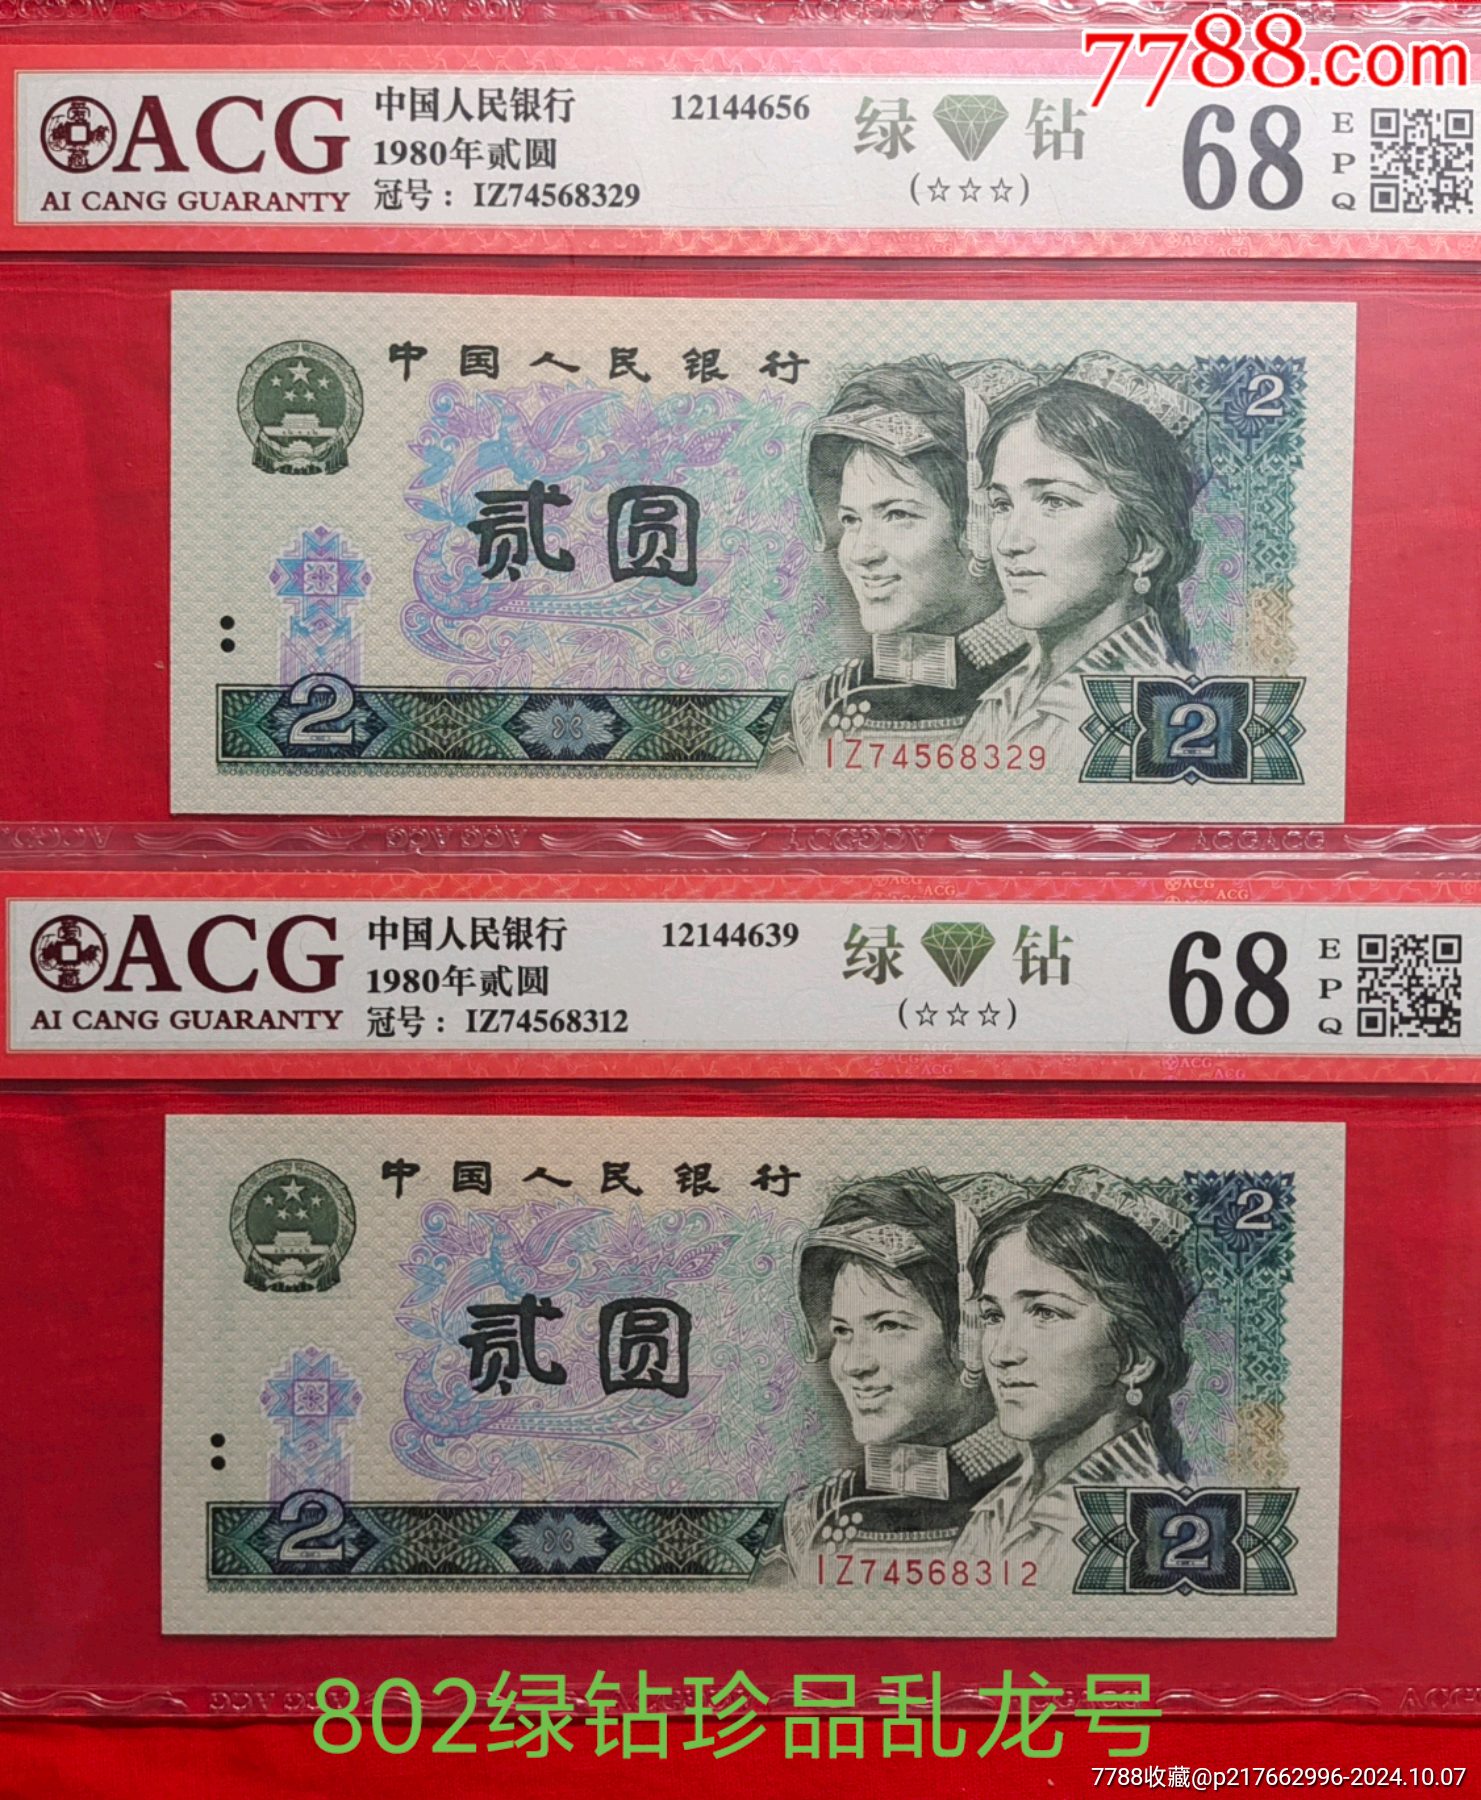 7788.com
ACG
AI CANG GUARANTY
中国人民银行
1980年贰圆
冠号：IZ74568329
12144656
绿 钻
(☆☆☆)
68
EPQ
中国人民银行
2
贰圆
2
IZ74568329
2
ACG
AI CANG GUARANTY
中国人民银行
1980年贰圆
冠号：IZ74568312
12144639
绿 钻
(☆☆☆)
68
EPQ
中国人民银行
2
贰圆
2
IZ74568312
2
802绿钻珍品乱龙号
7788收藏@p217662996-2024.10.07